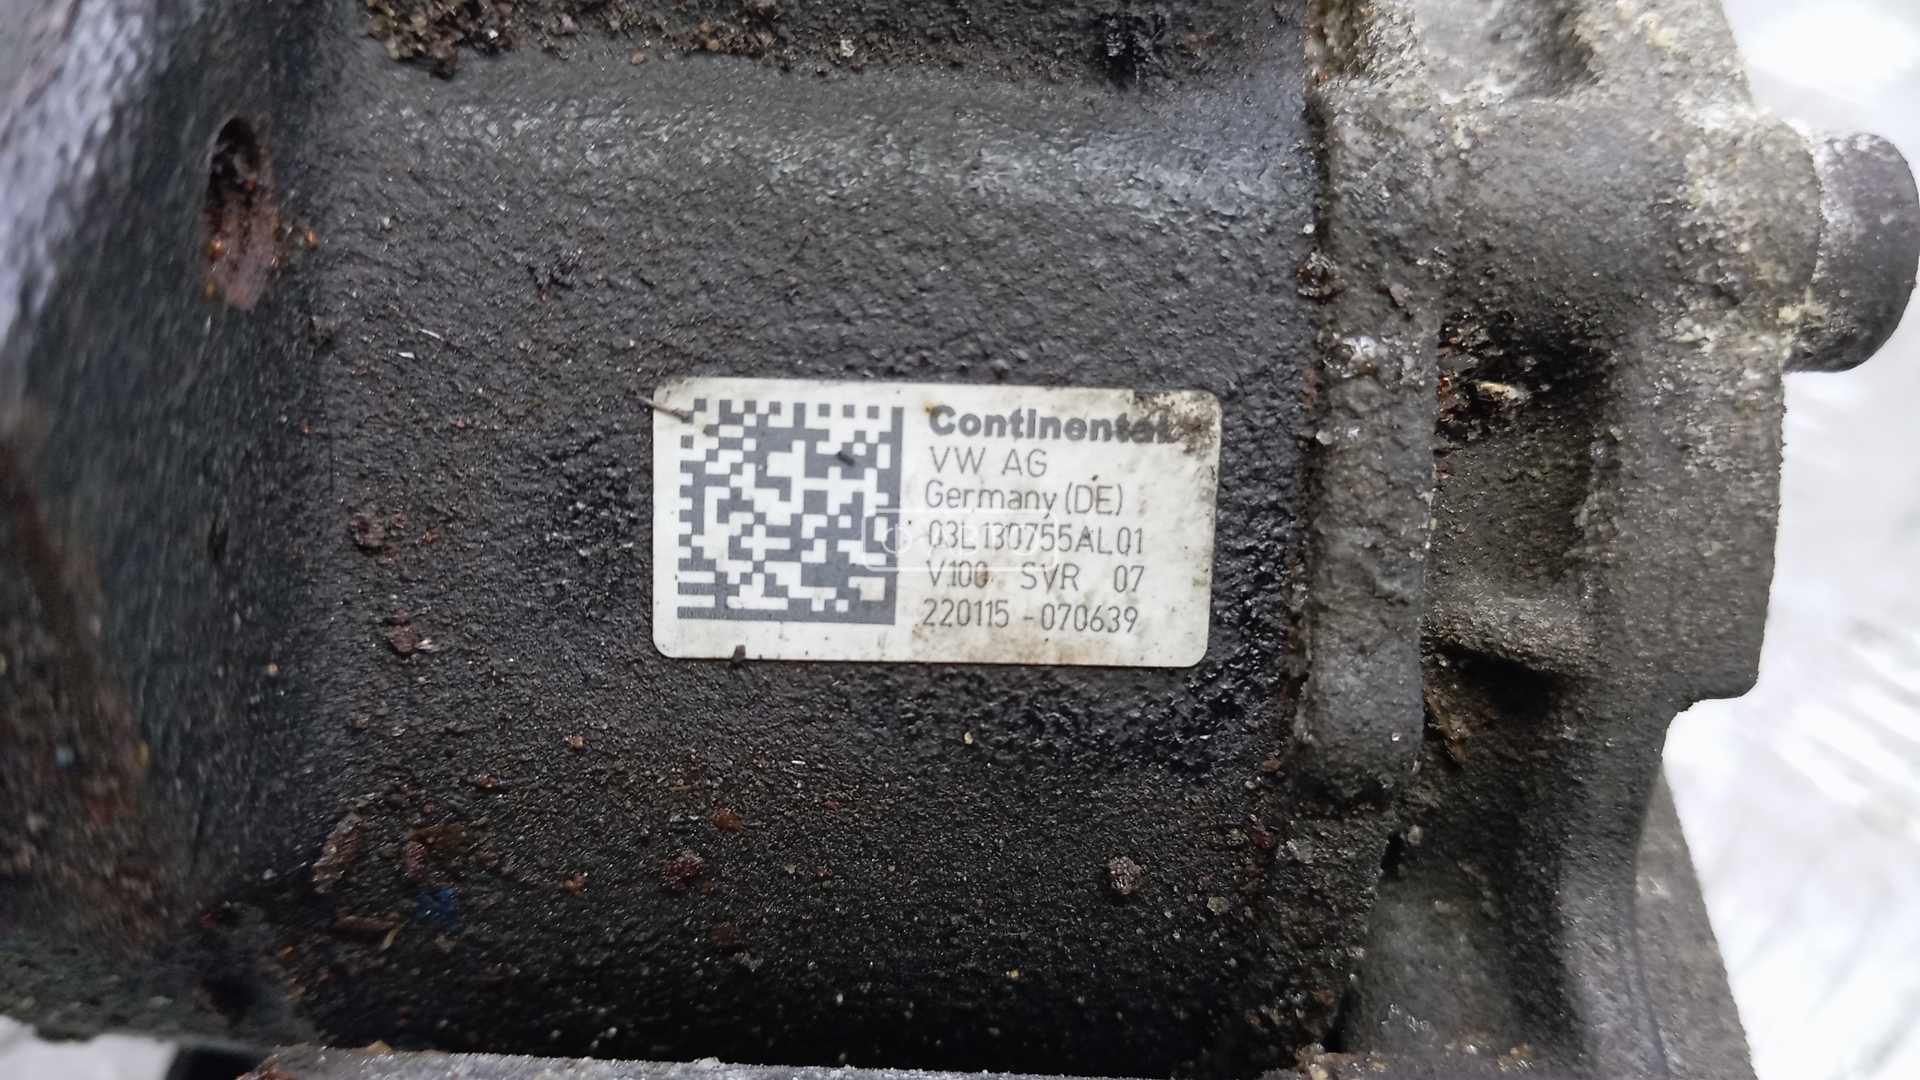 Continental
VW AG
Germany (DE)
03L130755AL01
V100 SVR 07
220115 - 070639